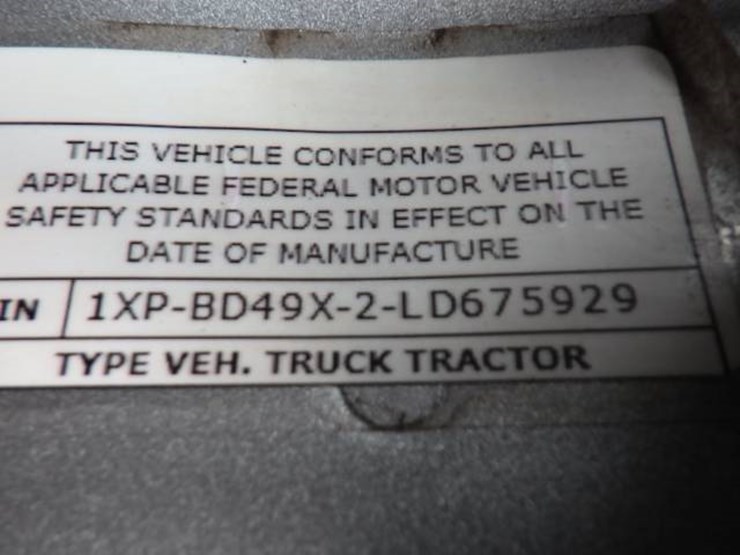 THIS VEHICLE CONFORMS TO ALL
APPLICABLE FEDERAL MOTOR VEHICLE
SAFETY STANDARDS IN EFFECT ON THE
DATE OF MANUFACTURE
IN 1XP-BD49X-2-LD675929
TYPE VEH. TRUCK TRACTOR